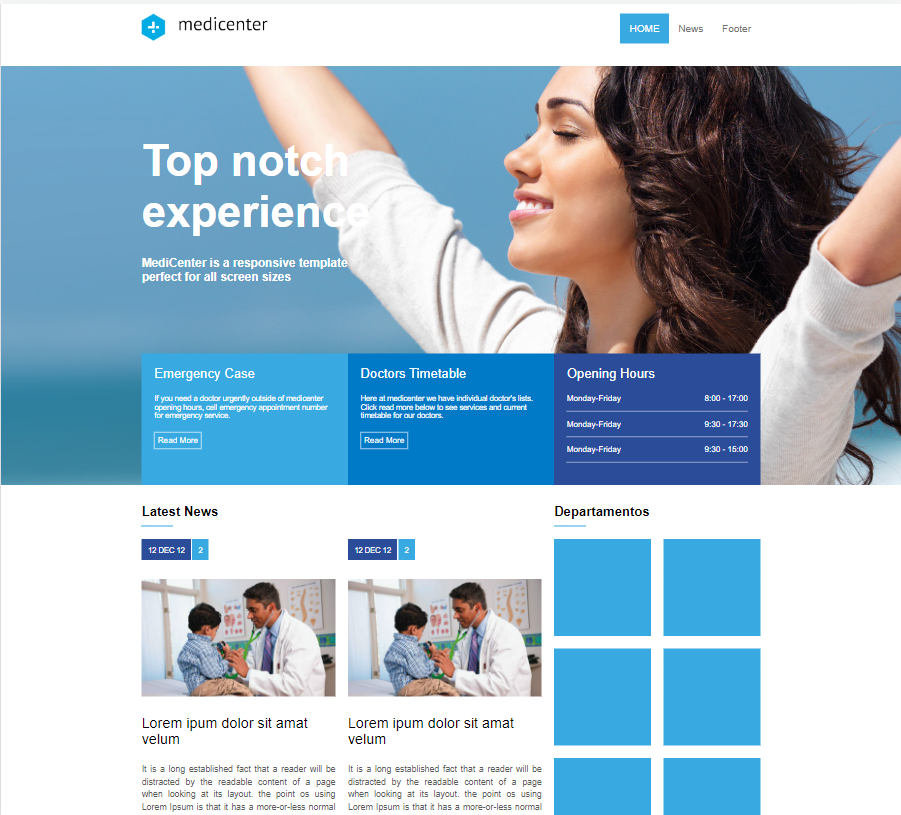 medicenter
HOME News Footer
Top notch
experience
MediCenter is a responsive template
perfect for all screen sizes
Emergency Case
If you need a doctor urgently outside of medicenter
opening hours, cell emergency appointment number
for emergency service.
Read More
Doctors Timetable
Here at medicenter we have individual doctor's lists.
Click read more below to see services and current
timetable for our doctors.
Read More
Opening Hours
Monday-Friday 8:00 - 17:00
Monday-Friday 9:30 - 17:30
Monday-Friday 9:30 - 15:00
Latest News
12 DEC 12 2
Lorem ipum dolor sit amat
velum
It is a long established fact that a reader will be
distracted by the readable content of a page
when looking at its layout. the point os using
Lorem Ipsum is that it has a more-or-less normal
12 DEC 12 2
Lorem ipum dolor sit amat
velum
It is a long established fact that a reader will be
distracted by the readable content of a page
when looking at its layout. the point os using
Lorem Ipsum is that it has a more-or-less normal
Departamentos